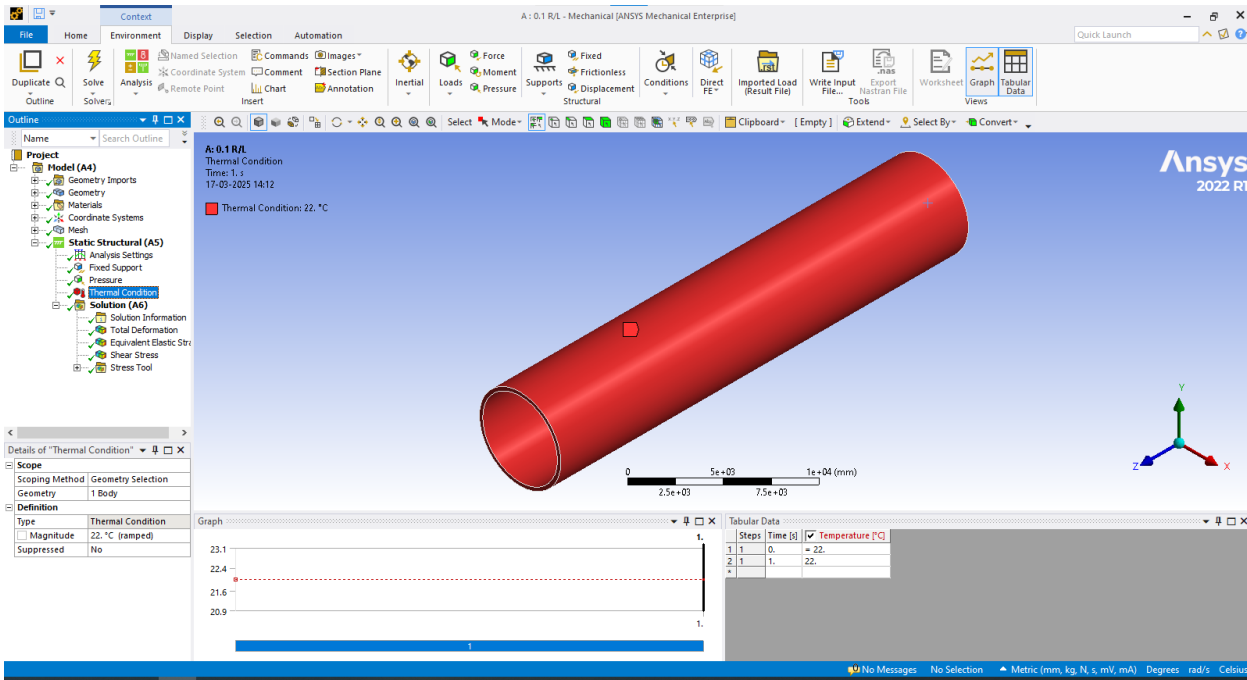 Context
A : 0.1 R/L - Mechanical [ANSYS Mechanical Enterprise]
File Home Environment Display Selection Automation
Quick Launch
Duplicate
Outline
Solve
Solvers
Analysis
Named Selection
Coordinate System
Remote Point
Commands
Comment
Chart
Images
Section Plane
Annotation
Insert
Inertial
Loads
Force
Moment
Pressure
Supports
Fixed
Frictionless
Displacement
Structural
Conditions
Direct
FE
Imported Load
(Result File)
Write Input
File...
.nas
Export
Nastran File
Tools
Worksheet
Graph
Tabular
Data
Views
Outline
Name
Search Outline
Select Mode
Clipboard [ Empty ] Extend Select By Convert
Project
Model (A4)
Geometry Imports
Geometry
Materials
Coordinate Systems
Mesh
Static Structural (A5)
Analysis Settings
Fixed Support
Pressure
Thermal Condition
Solution (A6)
Solution Information
Total Deformation
Equivalent Elastic Stra
Shear Stress
Stress Tool
A: 0.1 R/L
Thermal Condition
Time: 1. s
17-03-2025 14:12
Thermal Condition: 22. °C
Ansys
2022 R1
0 5e+03 1e+04 (mm)
2.5e+03 7.5e+03
Y
Z X
Details of "Thermal Condition"
Scope
Scoping Method Geometry Selection
Geometry 1 Body
Definition
Type Thermal Condition
Magnitude 22. °C (ramped)
Suppressed No
Graph
1.
23.1
22.4
21.6
20.9
1.
1
Tabular Data
Steps Time [s] Temperature [°C]
1 1 0. = 22.
2 1 1. 22.
*
No Messages No Selection Metric (mm, kg, N, s, mV, mA) Degrees rad/s Celsius